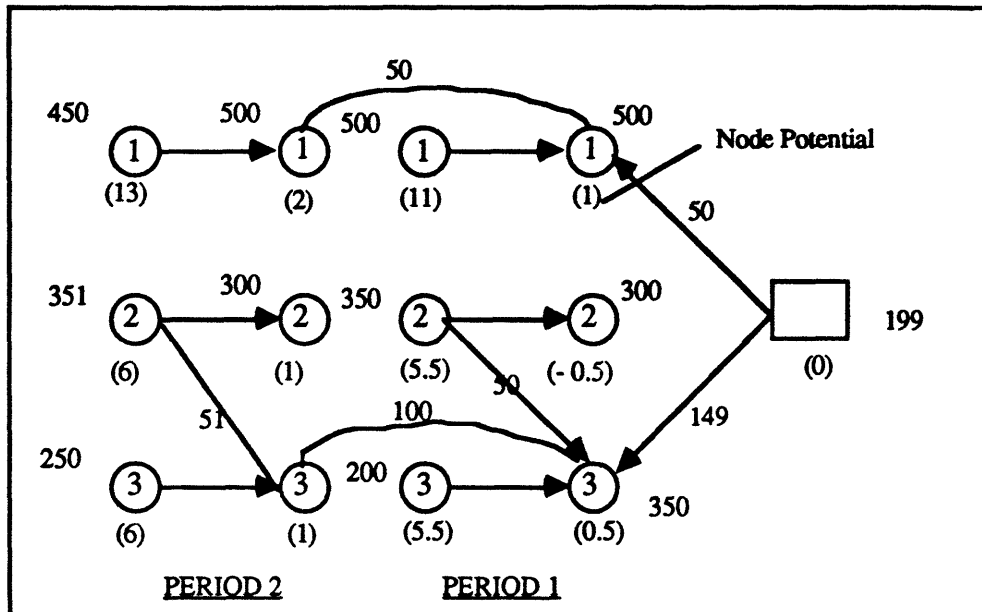 50
450 500 500 500
1 1 1 1 Node Potential
(13) (2) (11) (1)
50
351 300 350 300
2 2 2 2 199
(6) (1) (5.5) (- 0.5) (0)
50
51 100 149
250 200
3 3 3 3 350
(6) (1) (5.5) (0.5)
PERIOD 2 PERIOD 1